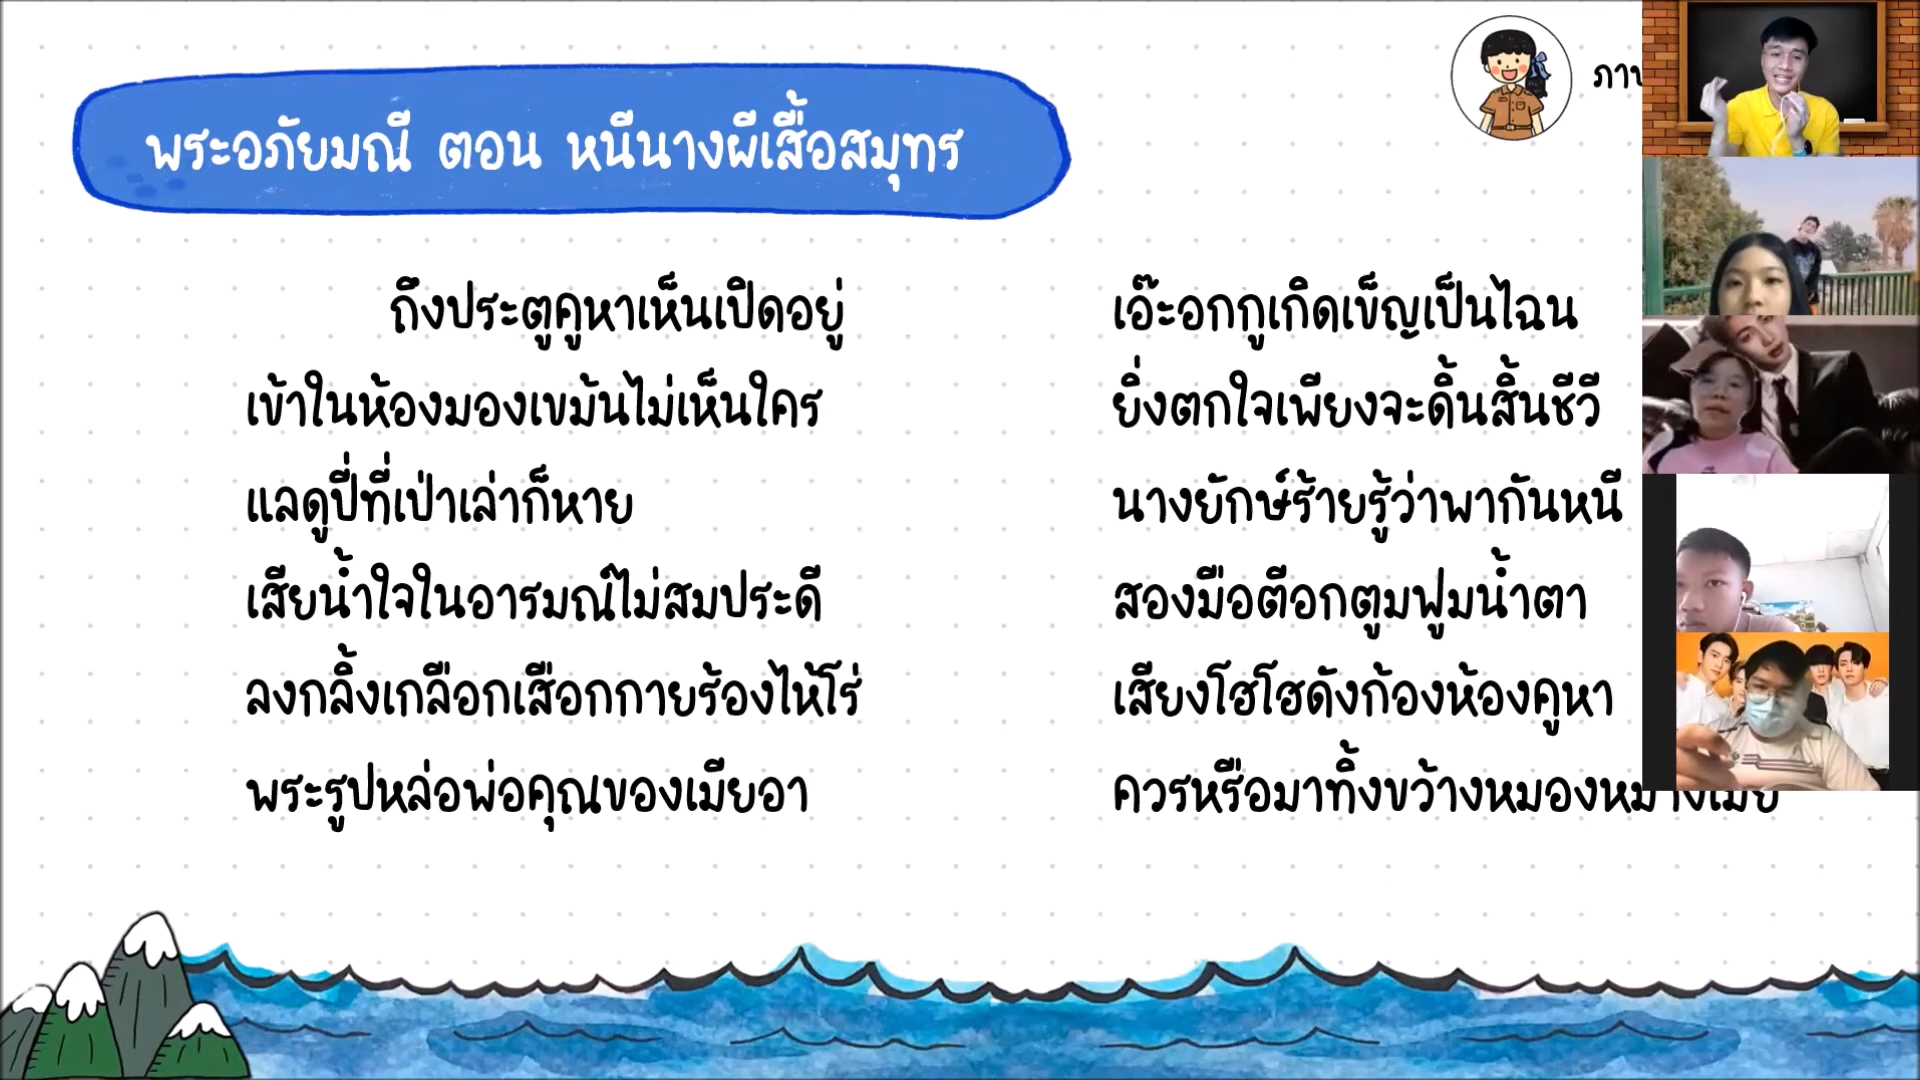 ภา
พระอภัยมณี ตอน หนีนางผีเสื้อสมุทร
ถึงประตูคูหาเห็นเปิดอยู่ เอ๊ะอกกูเกิดเข็ญเป็นไฉน
เข้าในห้องมองเขม้นไม่เห็นใคร ยิ่งตกใจเพียงจะดิ้นสิ้นชีวี
แลดูปี่ที่เป่าเล่าก็หาย นางยักษ์ร้ายรู้ว่าพากันหนี
เสียน้ำใจในอารมณ์ไม่สมประดี สองมือตีอกตูมฟูมน้ำตา
ลงกลิ้งเกลือกเสือกกายร้องไห้โร่ เสียงโฮโฮดังก้องห้องคูหา
พระรูปหล่อพ่อคุณของเมียอา ควรหรือมาทิ้งขว้างหมองหมางเมีย